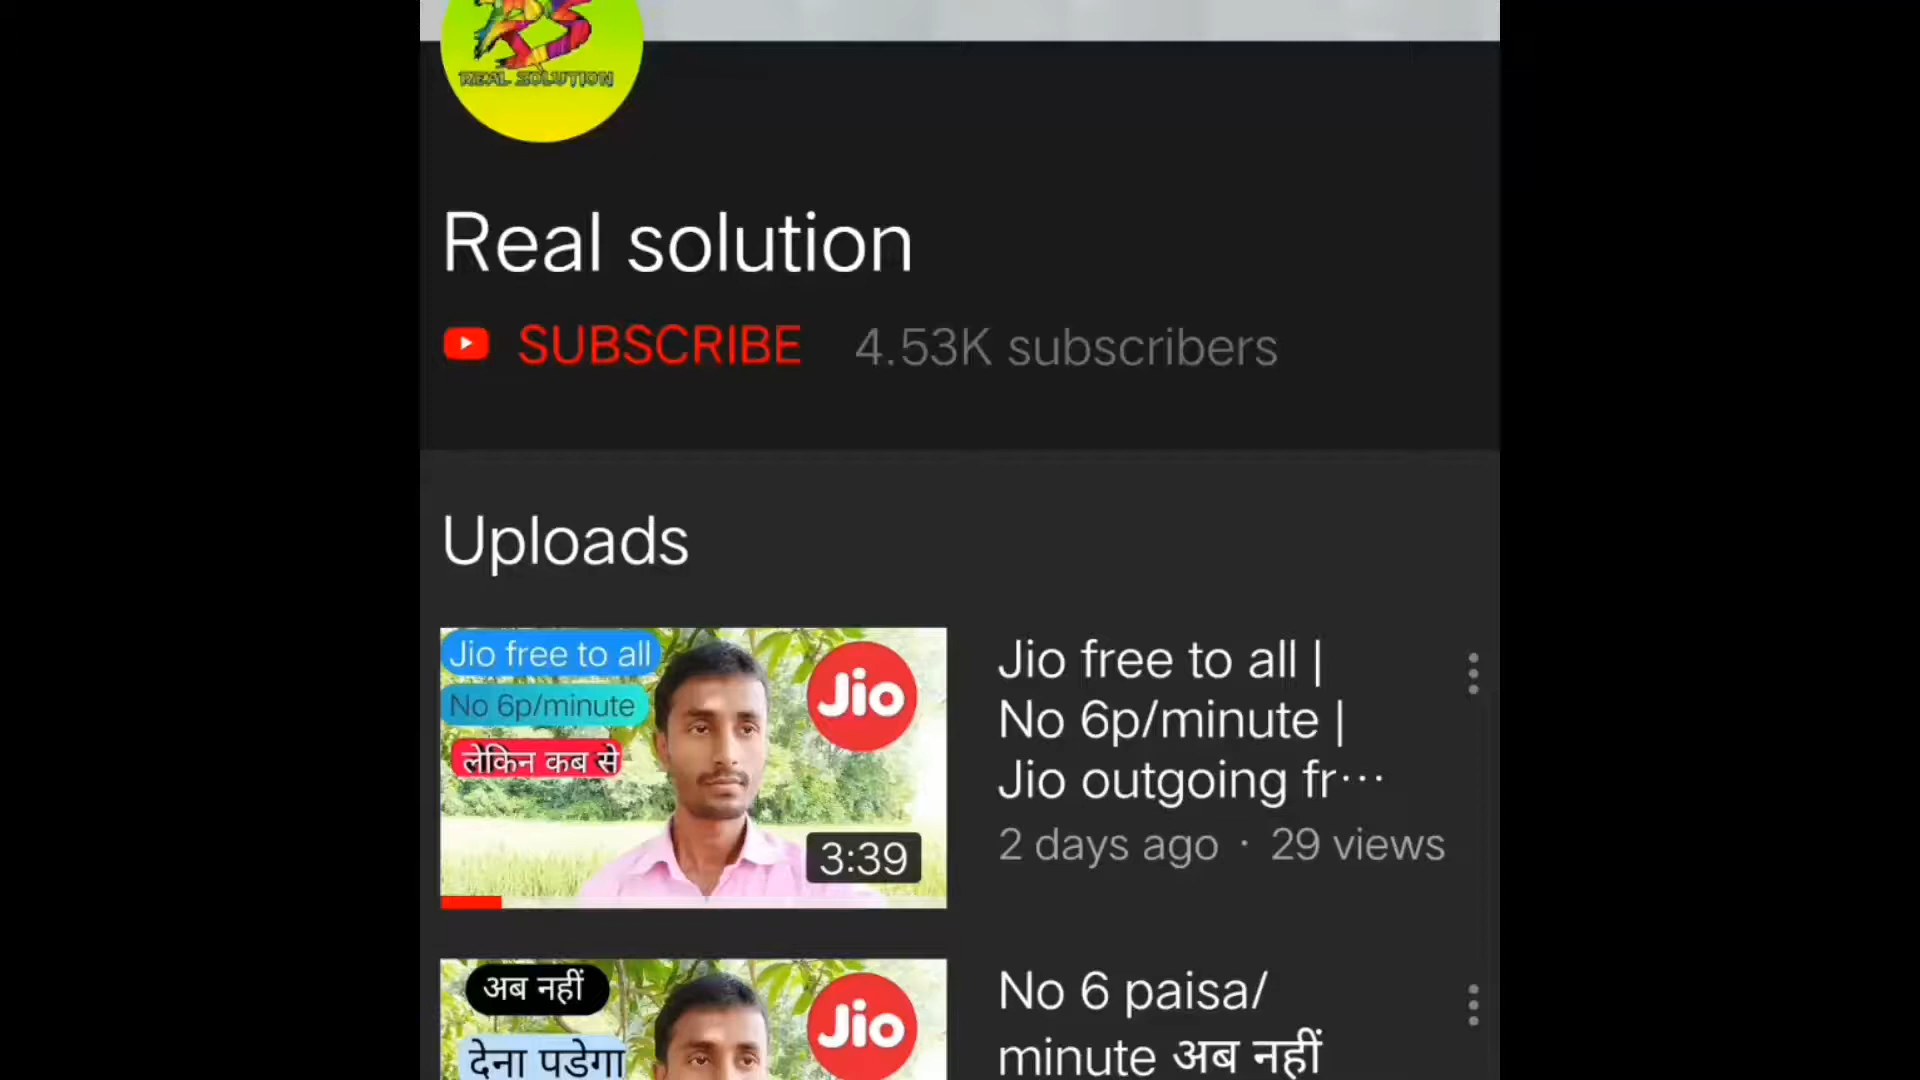 REAL SOLUTION
Real solution
SUBSCRIBE 4.53K subscribers
Uploads
Jio free to all
No 6p/minute
लेकिन कब से
Jio
3:39
Jio free to all |
No 6p/minute |
Jio outgoing fr...
2 days ago · 29 views
अब नहीं
देना पडेगा
Jio
No 6 paisa/
minute अब नहीं